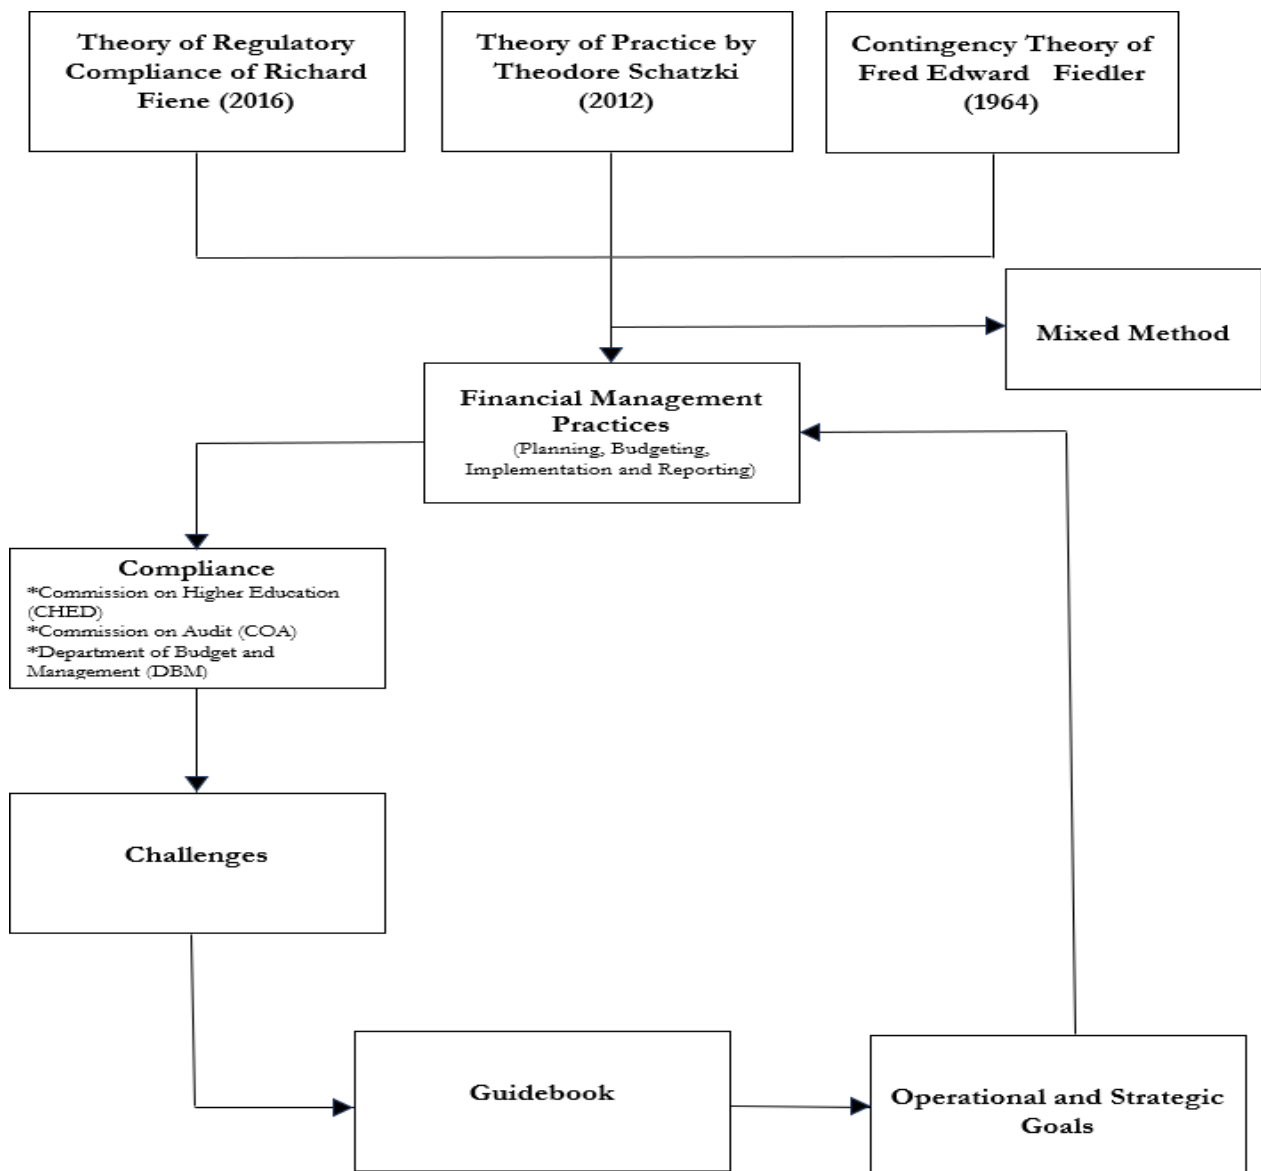 Theory of Regulatory
Compliance of Richard
Fiene (2016)
Theory of Practice by
Theodore Schatzki
(2012)
Contingency Theory of
Fred Edward Fiedler
(1964)
Mixed Method
Financial Management
Practices
(Planning, Budgeting,
Implementation and Reporting)
Compliance
*Commission on Higher Education
(CHED)
*Commission on Audit (COA)
*Department of Budget and
Management (DBM)
Challenges
Guidebook
Operational and Strategic
Goals